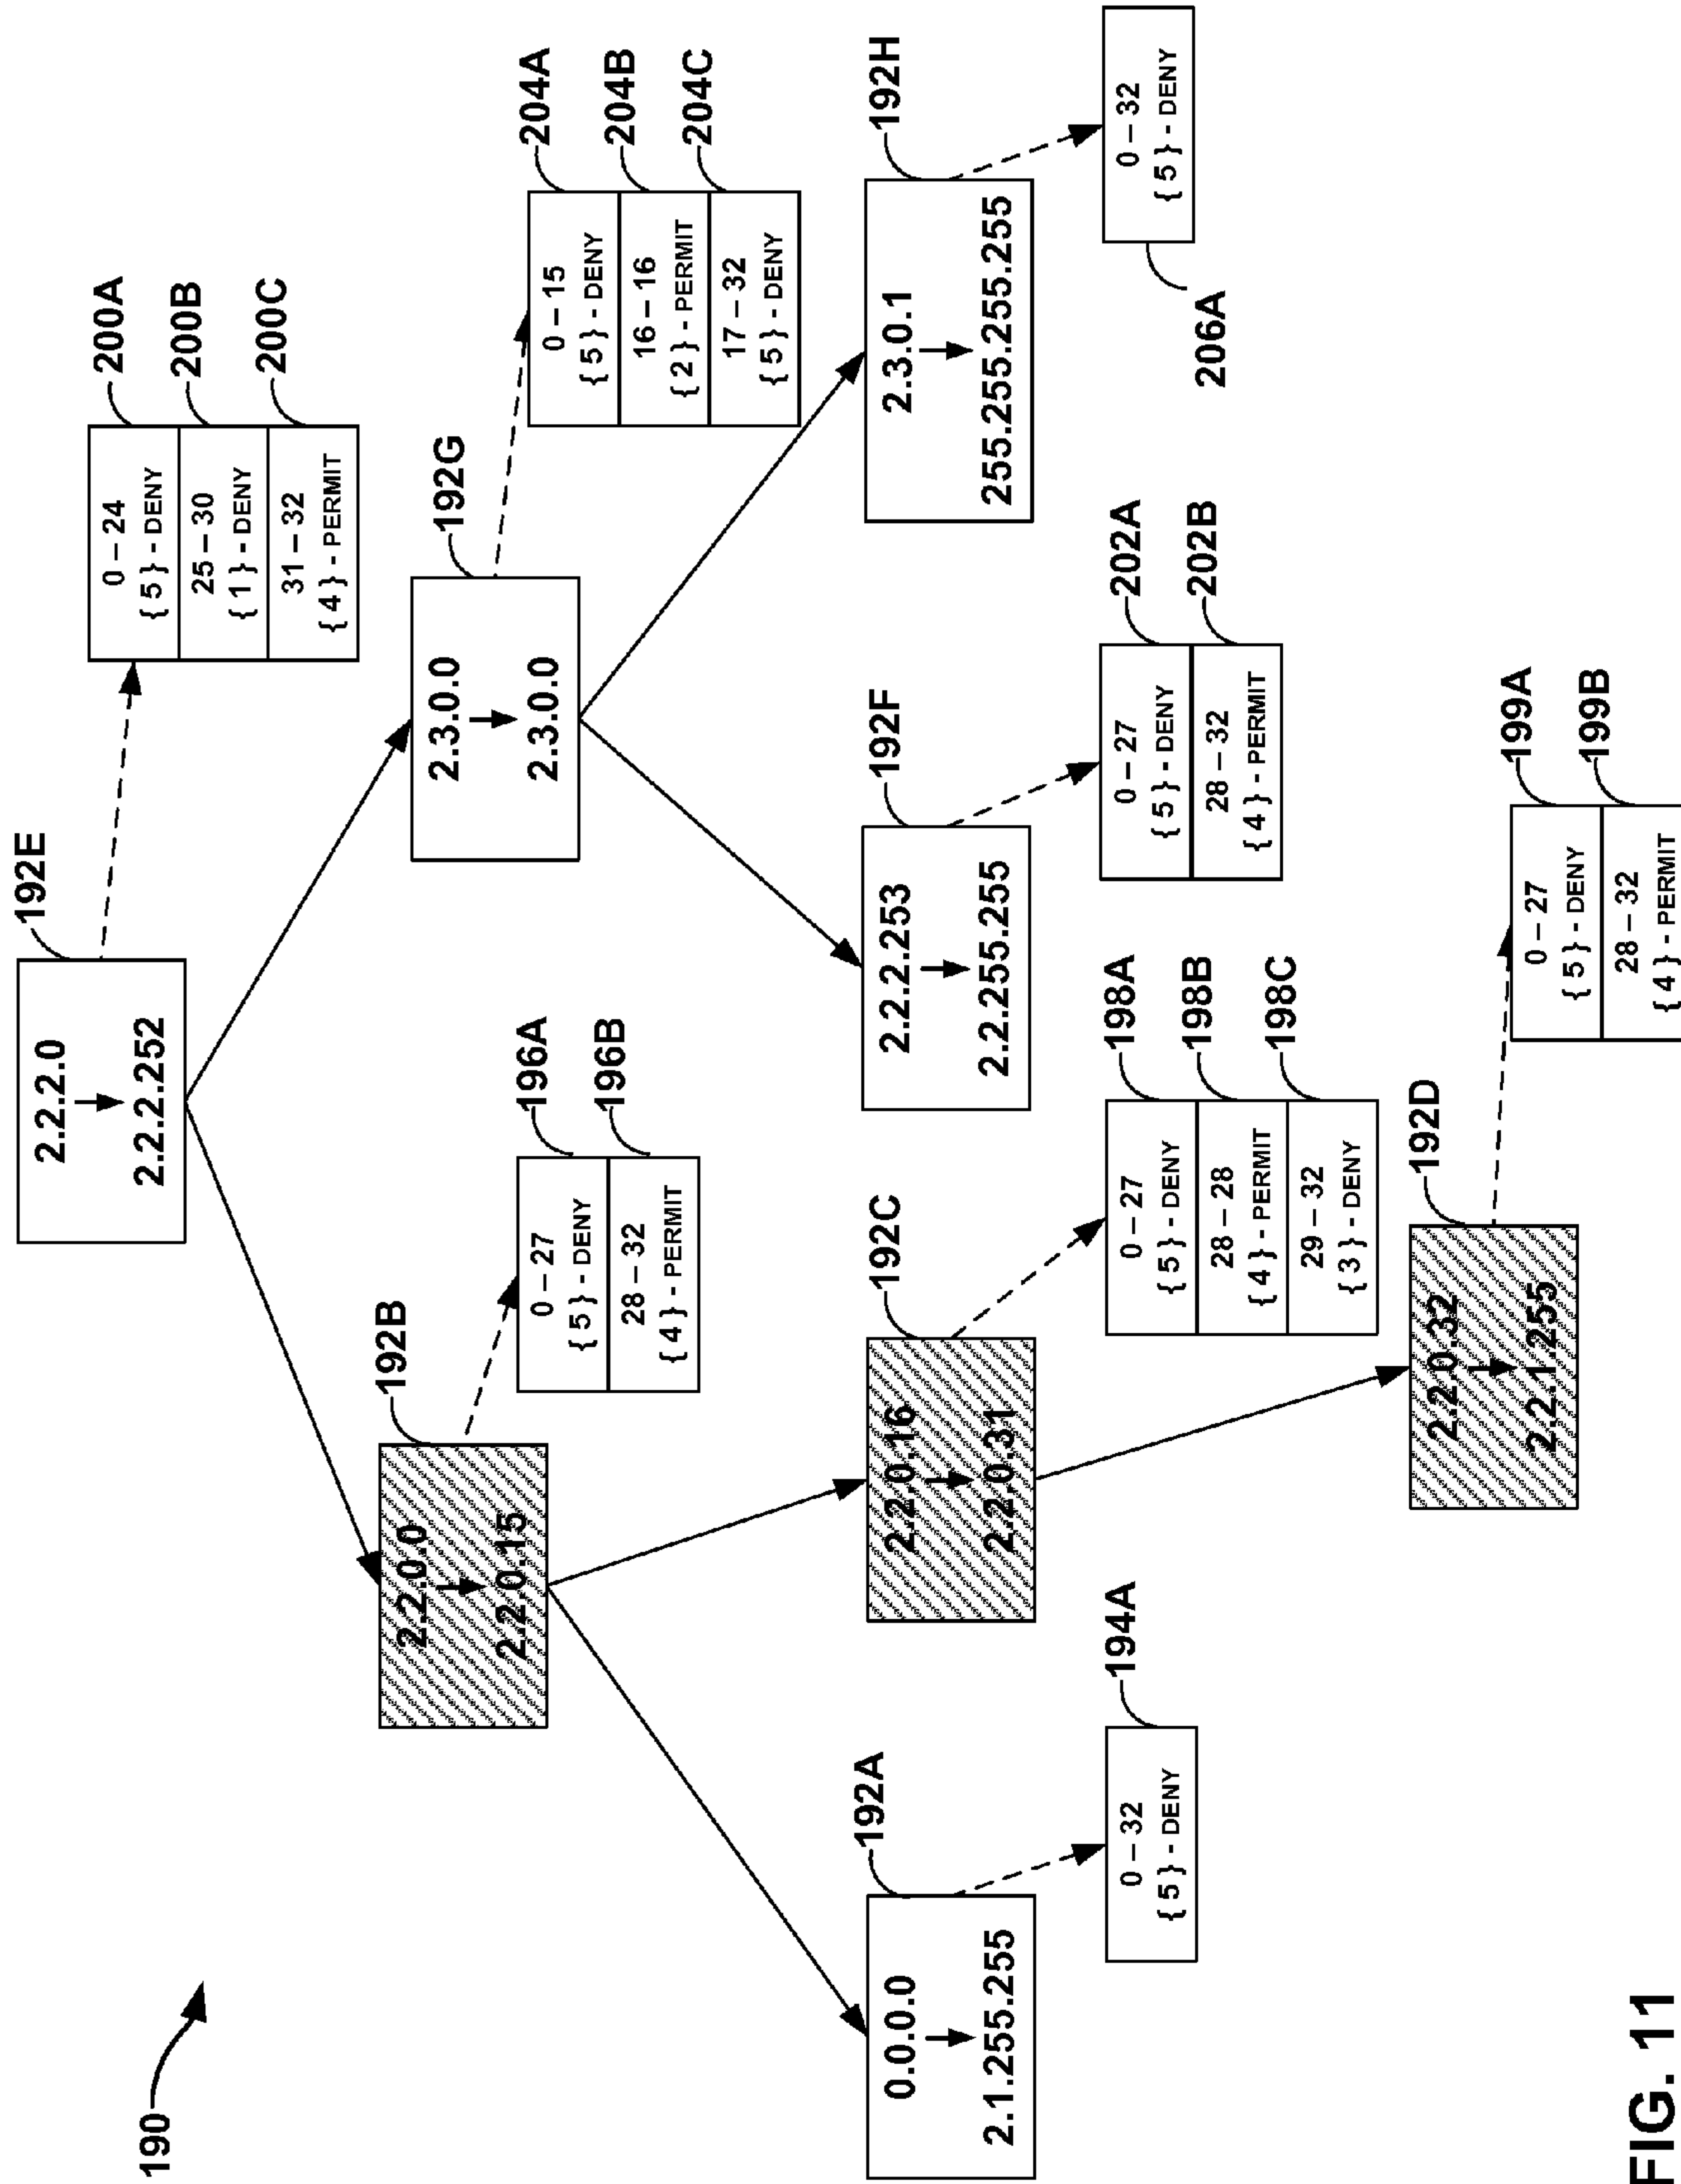 190
192E
2.2.2.0
2.2.2.252
0 – 24
{ 5 } - DENY
200A
25 – 30
{ 1 } - DENY
200B
31 – 32
{ 4 } - PERMIT
200C
192B
2.2.0.0
2.2.0.15
0 – 27
{ 5 } - DENY
196A
28 – 32
{ 4 } - PERMIT
196B
192G
2.3.0.0
2.3.0.0
0 – 15
{ 5 } - DENY
204A
16 – 16
{ 2 } - PERMIT
204B
17 – 32
{ 5 } - DENY
204C
192A
0.0.0.0
2.1.255.255
0 – 32
{ 5 } - DENY
194A
192C
2.2.0.16
2.2.0.31
0 – 27
{ 5 } - DENY
198A
28 – 28
{ 4 } - PERMIT
198B
29 – 32
{ 3 } - DENY
198C
192F
2.2.2.253
2.2.255.255
0 – 27
{ 5 } - DENY
202A
28 – 32
{ 4 } - PERMIT
202B
192H
2.3.0.1
255.255.255.255
0 – 32
{ 5 } - DENY
206A
192D
2.2.0.32
2.2.1.255
0 – 27
{ 5 } - DENY
199A
28 – 32
{ 4 } - PERMIT
199B
FIG. 11